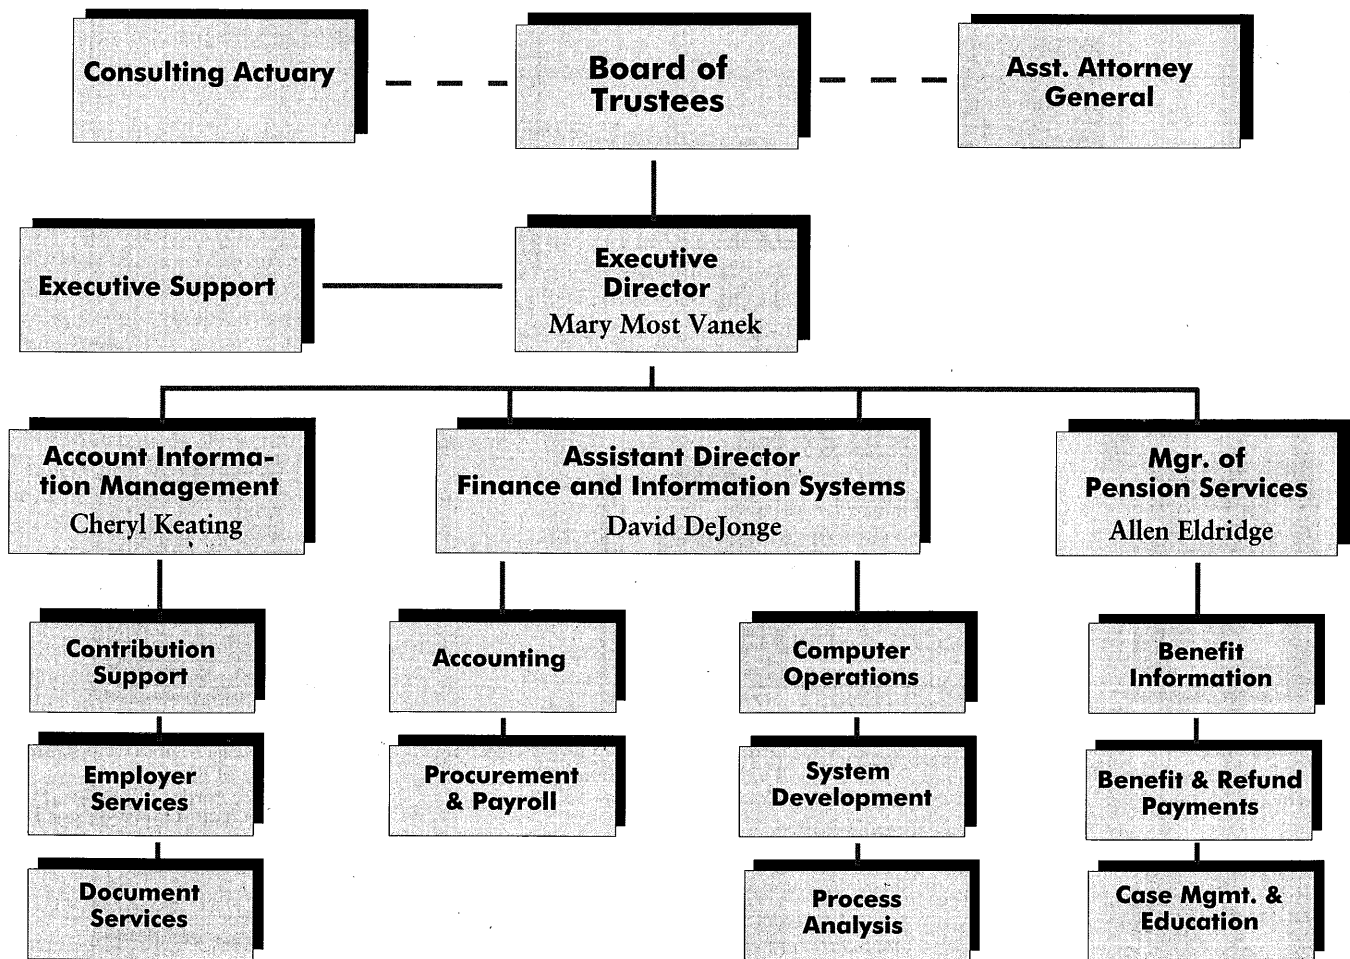 Consulting Actuary
Board of
Trustees
Asst. Attorney
General
Executive Support
Executive
Director
Mary Most Vanek
Account Informa-
tion Management
Cheryl Keating
Assistant Director
Finance and Information Systems
David DeJonge
Mgr. of
Pension Services
Allen Eldridge
Contribution
Support
Accounting
Computer
Operations
Benefit
Information
Employer
Services
Procurement
& Payroll
System
Development
Benefit & Refund
Payments
Document
Services
Process
Analysis
Case Mgmt. &
Education